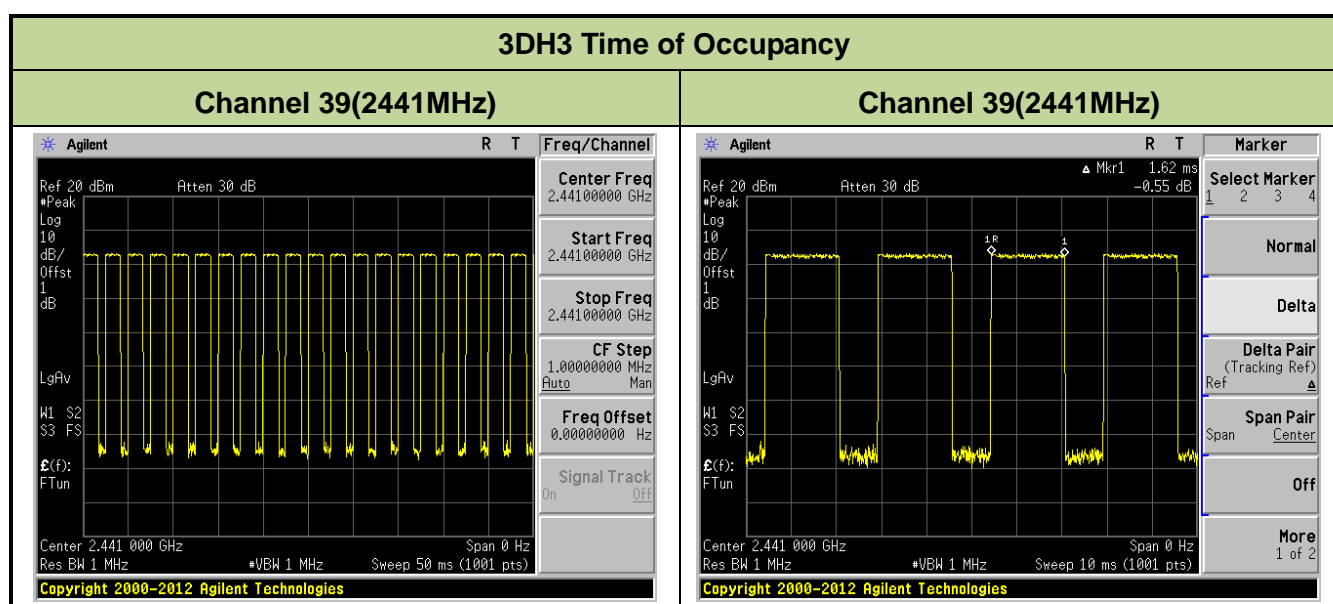 3DH3 Time of Occupancy
Channel 39(2441MHz)
Channel 39(2441MHz)
Agilent R T Freq/Channel
Ref 20 dBm Atten 30 dB
#Peak
Log
10
dB/
Offst
1
dB
LgAv
W1 S2
S3 FS
£(f):
FTun
Center 2.441 000 GHz Span 0 Hz
Res BW 1 MHz #VBW 1 MHz Sweep 50 ms (1001 pts)
Copyright 2000-2012 Agilent Technologies
Center Freq
2.44100000 GHz
Start Freq
2.44100000 GHz
Stop Freq
2.44100000 GHz
CF Step
1.00000000 MHz
Auto Man
Freq Offset
0.00000000 Hz
Signal Track
On Off
Agilent R T Marker
Δ Mkr1 1.62 ms
Ref 20 dBm Atten 30 dB -0.55 dB
#Peak
Log
10
dB/
Offst
1
dB
1R 1
LgAv
W1 S2
S3 FS
£(f):
FTun
Center 2.441 000 GHz Span 0 Hz
Res BW 1 MHz #VBW 1 MHz Sweep 10 ms (1001 pts)
Copyright 2000-2012 Agilent Technologies
Select Marker
1 2 3 4
Normal
Delta
Delta Pair
(Tracking Ref)
Ref Δ
Span Pair
Span Center
Off
More
1 of 2